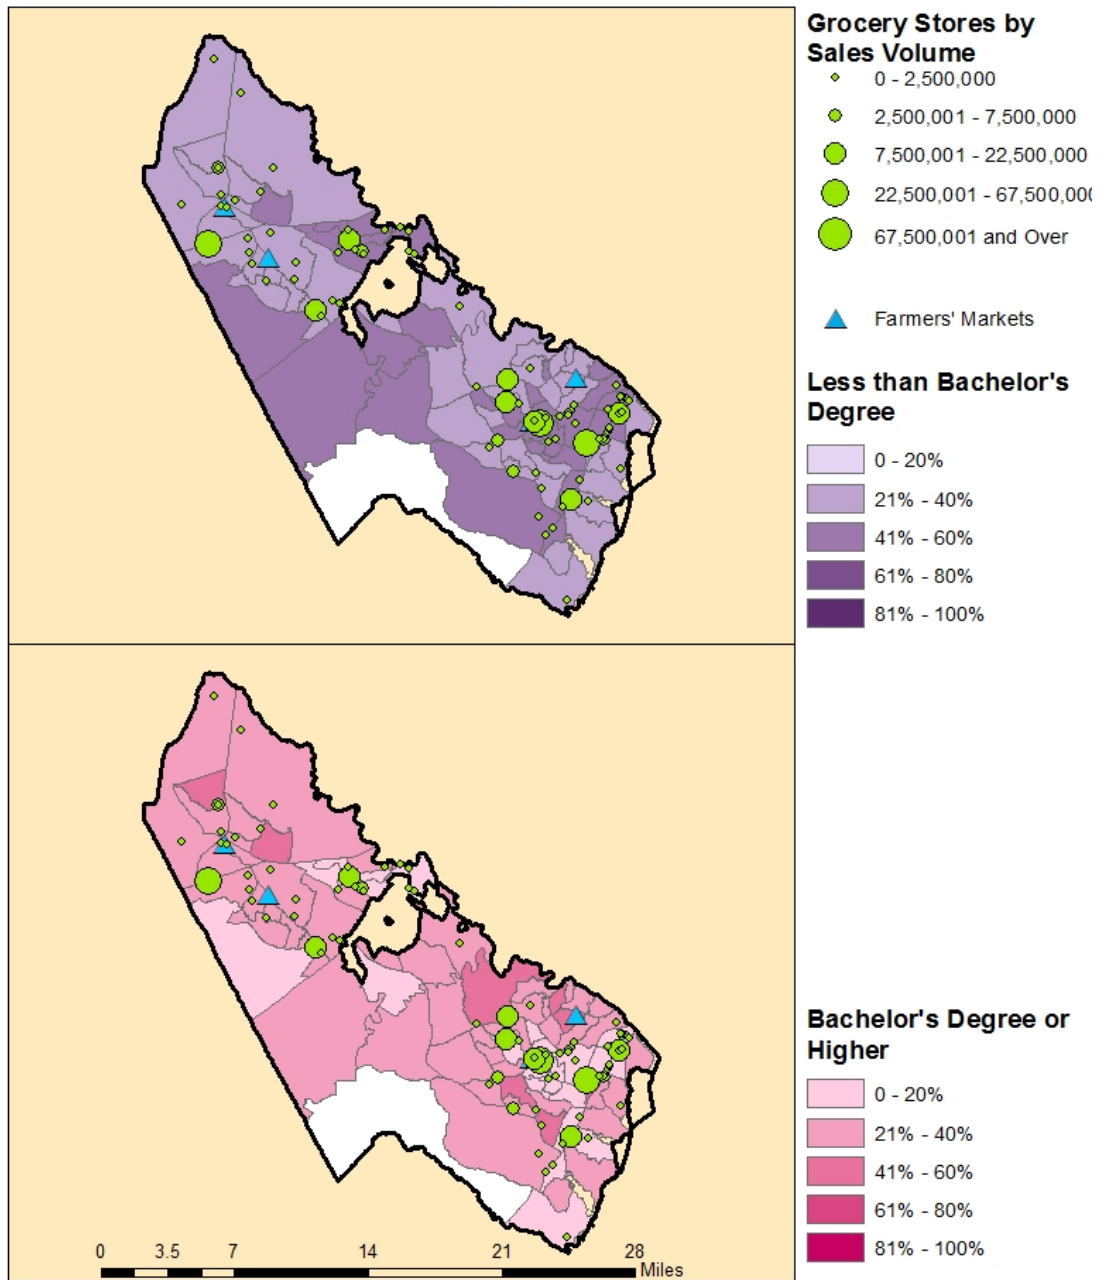 Grocery Stores by
Sales Volume
0 - 2,500,000
2,500,001 - 7,500,000
7,500,001 - 22,500,000
22,500,001 - 67,500,000
67,500,001 and Over
Farmers' Markets
Less than Bachelor's
Degree
0 - 20%
21% - 40%
41% - 60%
61% - 80%
81% - 100%
Bachelor's Degree or
Higher
0 - 20%
21% - 40%
41% - 60%
61% - 80%
81% - 100%
0 3.5 7 14 21 28
Miles